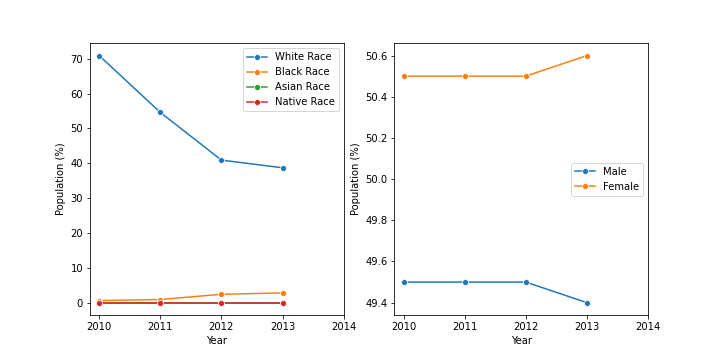 70
60
50
40
30
20
10
0
Population (%)
2010 2011 2012 2013 2014
Year
White Race
Black Race
Asian Race
Native Race
50.6
50.4
50.2
50.0
49.8
49.6
49.4
Population (%)
2010 2011 2012 2013 2014
Year
Male
Female